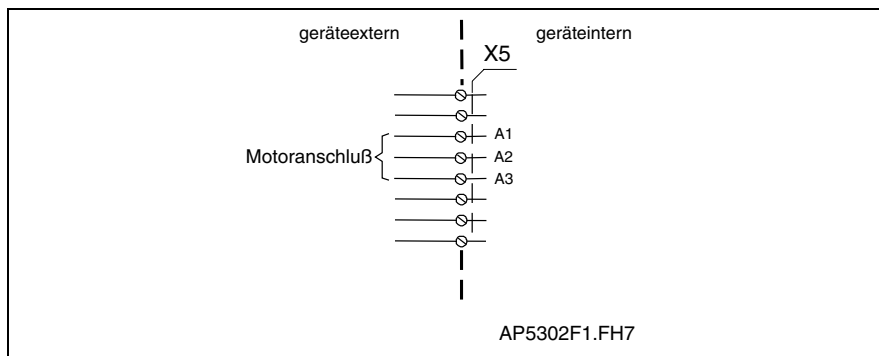 geräteextern
geräteintern
X5
A1
Motoranschluß
A2
A3
AP5302F1.FH7